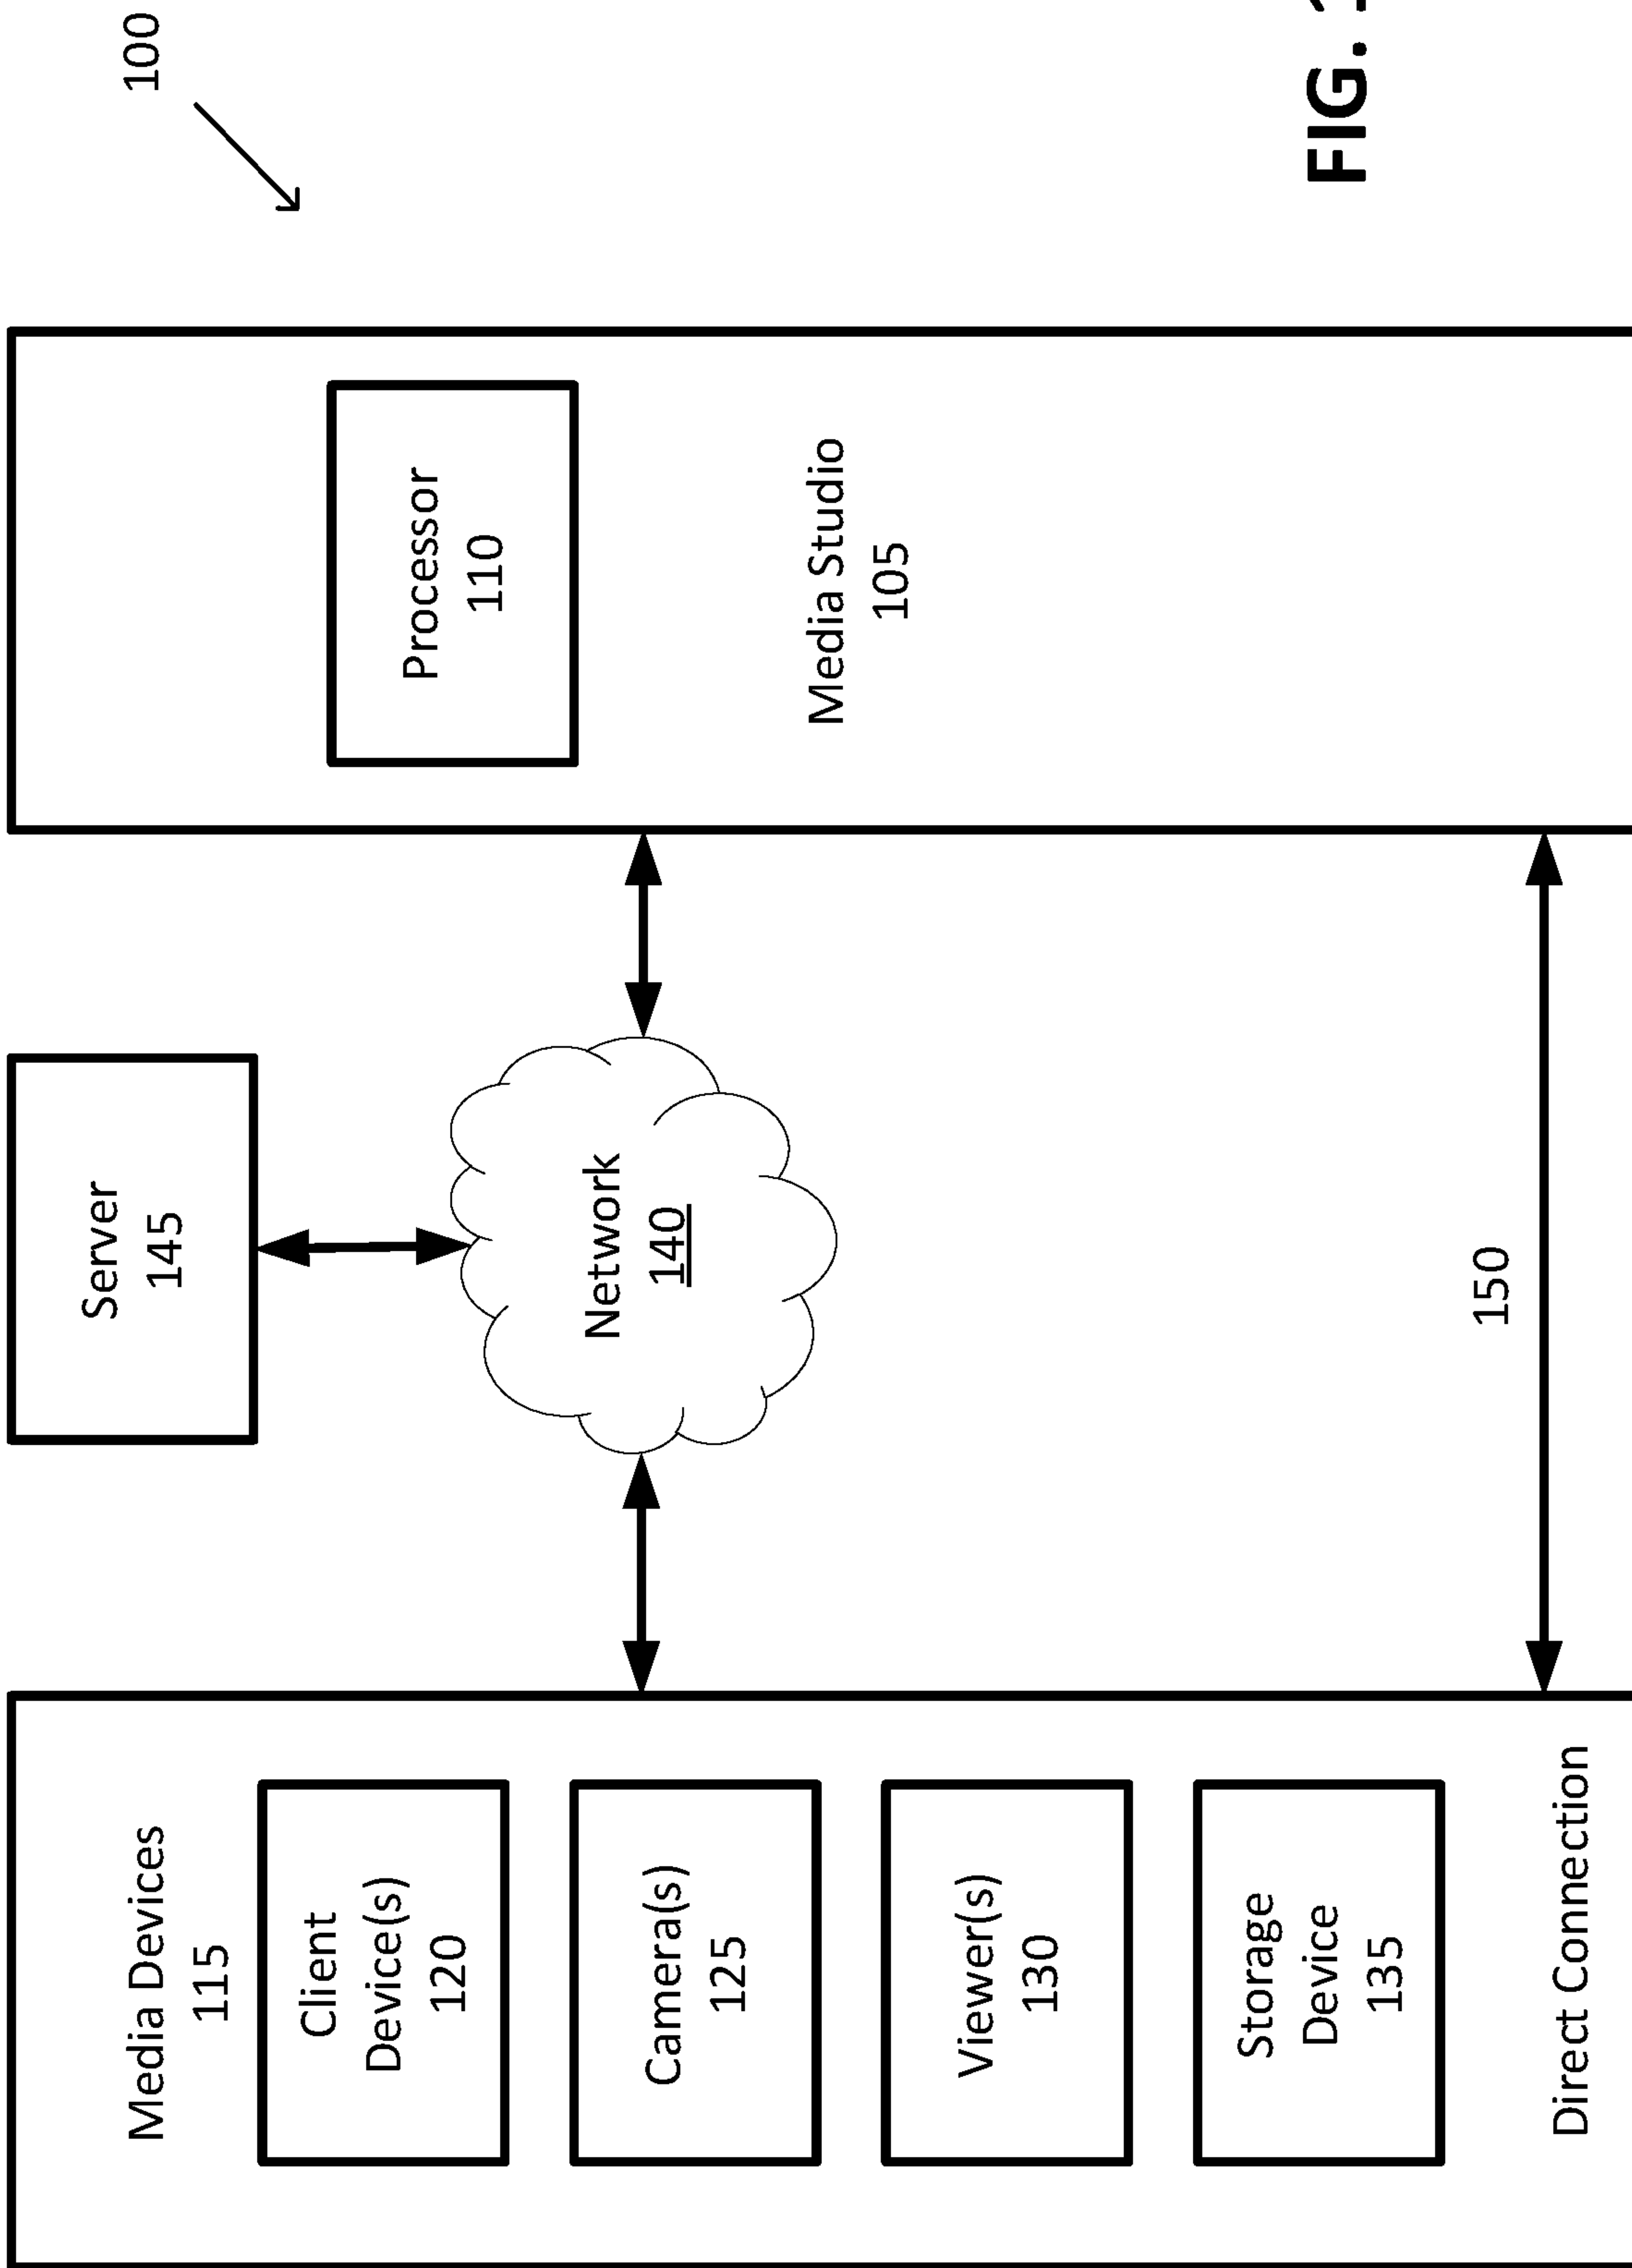 100
Media Devices
115
Client
Device(s)
120
Camera(s)
125
Viewer(s)
130
Storage
Device
135
Direct Connection
Server
145
Network
140
150
Processor
110
Media Studio
105
FIG.